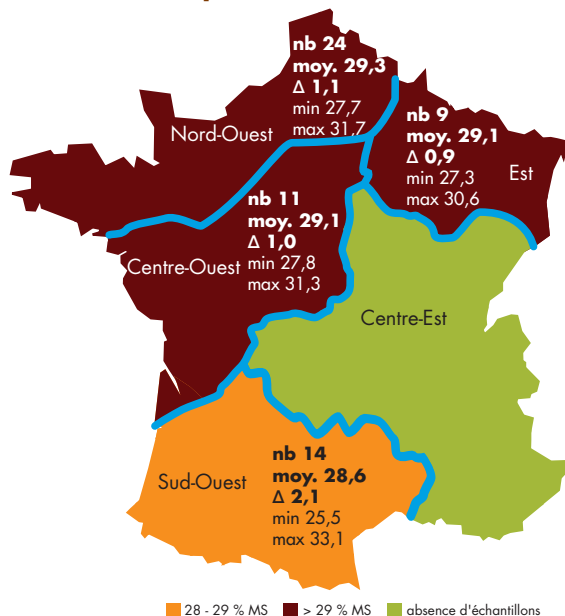 nb 24
moy. 29,3
Δ 1,1
min 27,7
max 31,7
Nord-Ouest
nb 9
moy. 29,1
Δ 0,9
min 27,3
max 30,6
Est
nb 11
moy. 29,1
Δ 1,0
min 27,8
max 31,3
Centre-Ouest
Centre-Est
nb 14
moy. 28,6
Δ 2,1
min 25,5
max 33,1
Sud-Ouest
28 - 29 % MS
> 29 % MS
absence d'échantillons